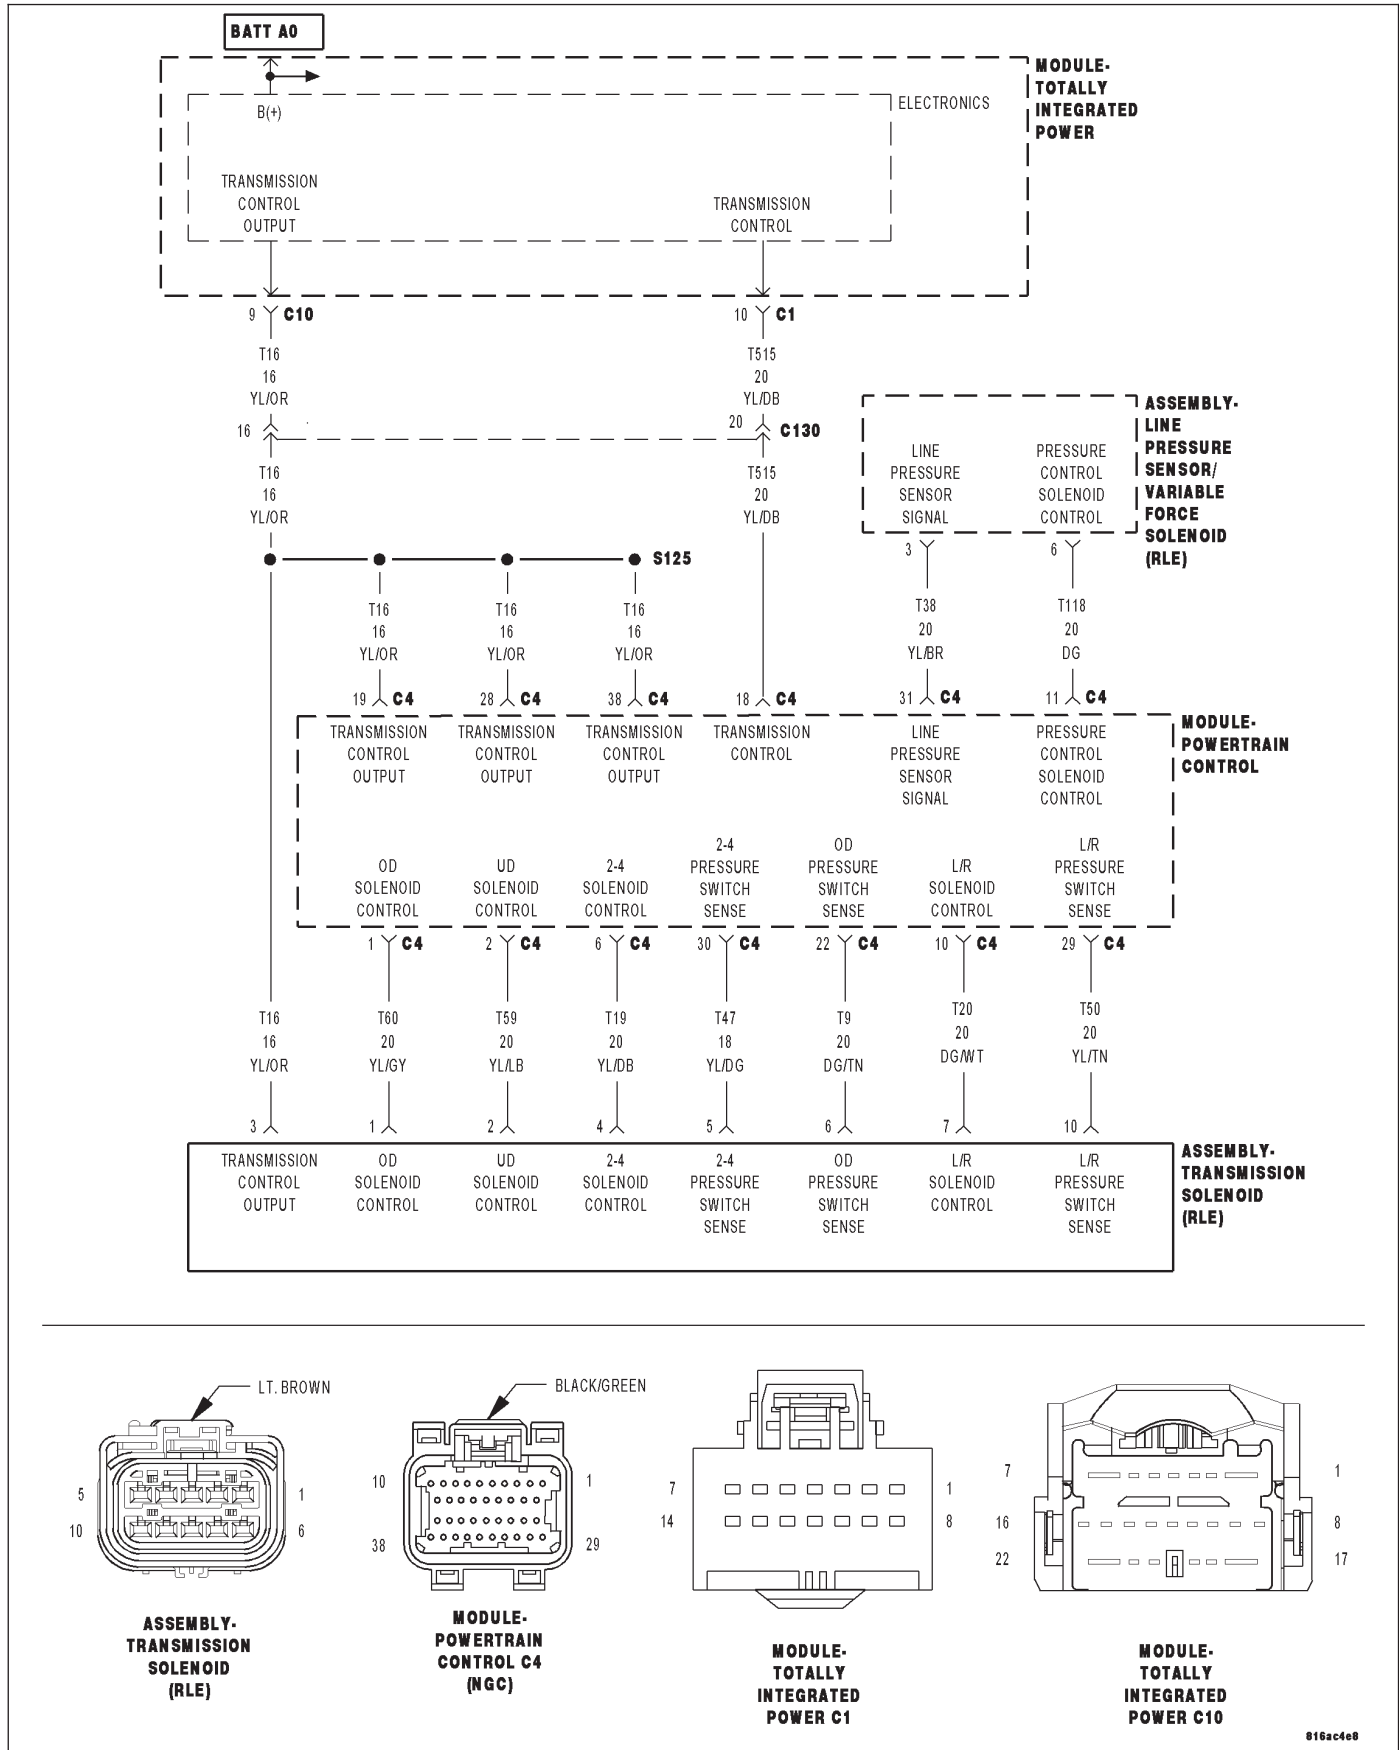 BATT A0
MODULE-
TOTALLY
INTEGRATED
POWER
B(+)
ELECTRONICS
TRANSMISSION
CONTROL
OUTPUT
TRANSMISSION
CONTROL
9 C10
10 C1
T16
16
YL/OR
T515
20
YL/DB
16
20 C130
T16
16
YL/OR
T515
20
YL/DB
ASSEMBLY-
LINE
PRESSURE
SENSOR/
VARIABLE
FORCE
SOLENOID
(RLE)
LINE
PRESSURE
SENSOR
SIGNAL
PRESSURE
CONTROL
SOLENOID
CONTROL
3
6
S125
T16
16
YL/OR
T16
16
YL/OR
T16
16
YL/OR
T38
20
YL/BR
T118
20
DG
19 C4
28 C4
38 C4
18 C4
31 C4
11 C4
MODULE-
POWERTRAIN
CONTROL
TRANSMISSION
CONTROL
OUTPUT
TRANSMISSION
CONTROL
OUTPUT
TRANSMISSION
CONTROL
OUTPUT
TRANSMISSION
CONTROL
LINE
PRESSURE
SENSOR
SIGNAL
PRESSURE
CONTROL
SOLENOID
CONTROL
OD
SOLENOID
CONTROL
UD
SOLENOID
CONTROL
2-4
SOLENOID
CONTROL
2-4
PRESSURE
SWITCH
SENSE
OD
PRESSURE
SWITCH
SENSE
L/R
SOLENOID
CONTROL
L/R
PRESSURE
SWITCH
SENSE
1 C4
2 C4
6 C4
30 C4
22 C4
10 C4
29 C4
T16
16
YL/OR
T60
20
YL/GY
T59
20
YL/LB
T19
20
YL/DB
T47
18
YL/DG
T9
20
DG/TN
T20
20
DG/WT
T50
20
YL/TN
3
1
2
4
5
6
7
10
TRANSMISSION
CONTROL
OUTPUT
OD
SOLENOID
CONTROL
UD
SOLENOID
CONTROL
2-4
SOLENOID
CONTROL
2-4
PRESSURE
SWITCH
SENSE
OD
PRESSURE
SWITCH
SENSE
L/R
SOLENOID
CONTROL
L/R
PRESSURE
SWITCH
SENSE
ASSEMBLY-
TRANSMISSION
SOLENOID
(RLE)
LT. BROWN
5
1
10
6
ASSEMBLY-
TRANSMISSION
SOLENOID
(RLE)
BLACK/GREEN
10
1
38
29
MODULE-
POWERTRAIN
CONTROL C4
(NGC)
7
1
14
8
MODULE-
TOTALLY
INTEGRATED
POWER C1
7
1
16
8
22
17
MODULE-
TOTALLY
INTEGRATED
POWER C10
816ac4e8